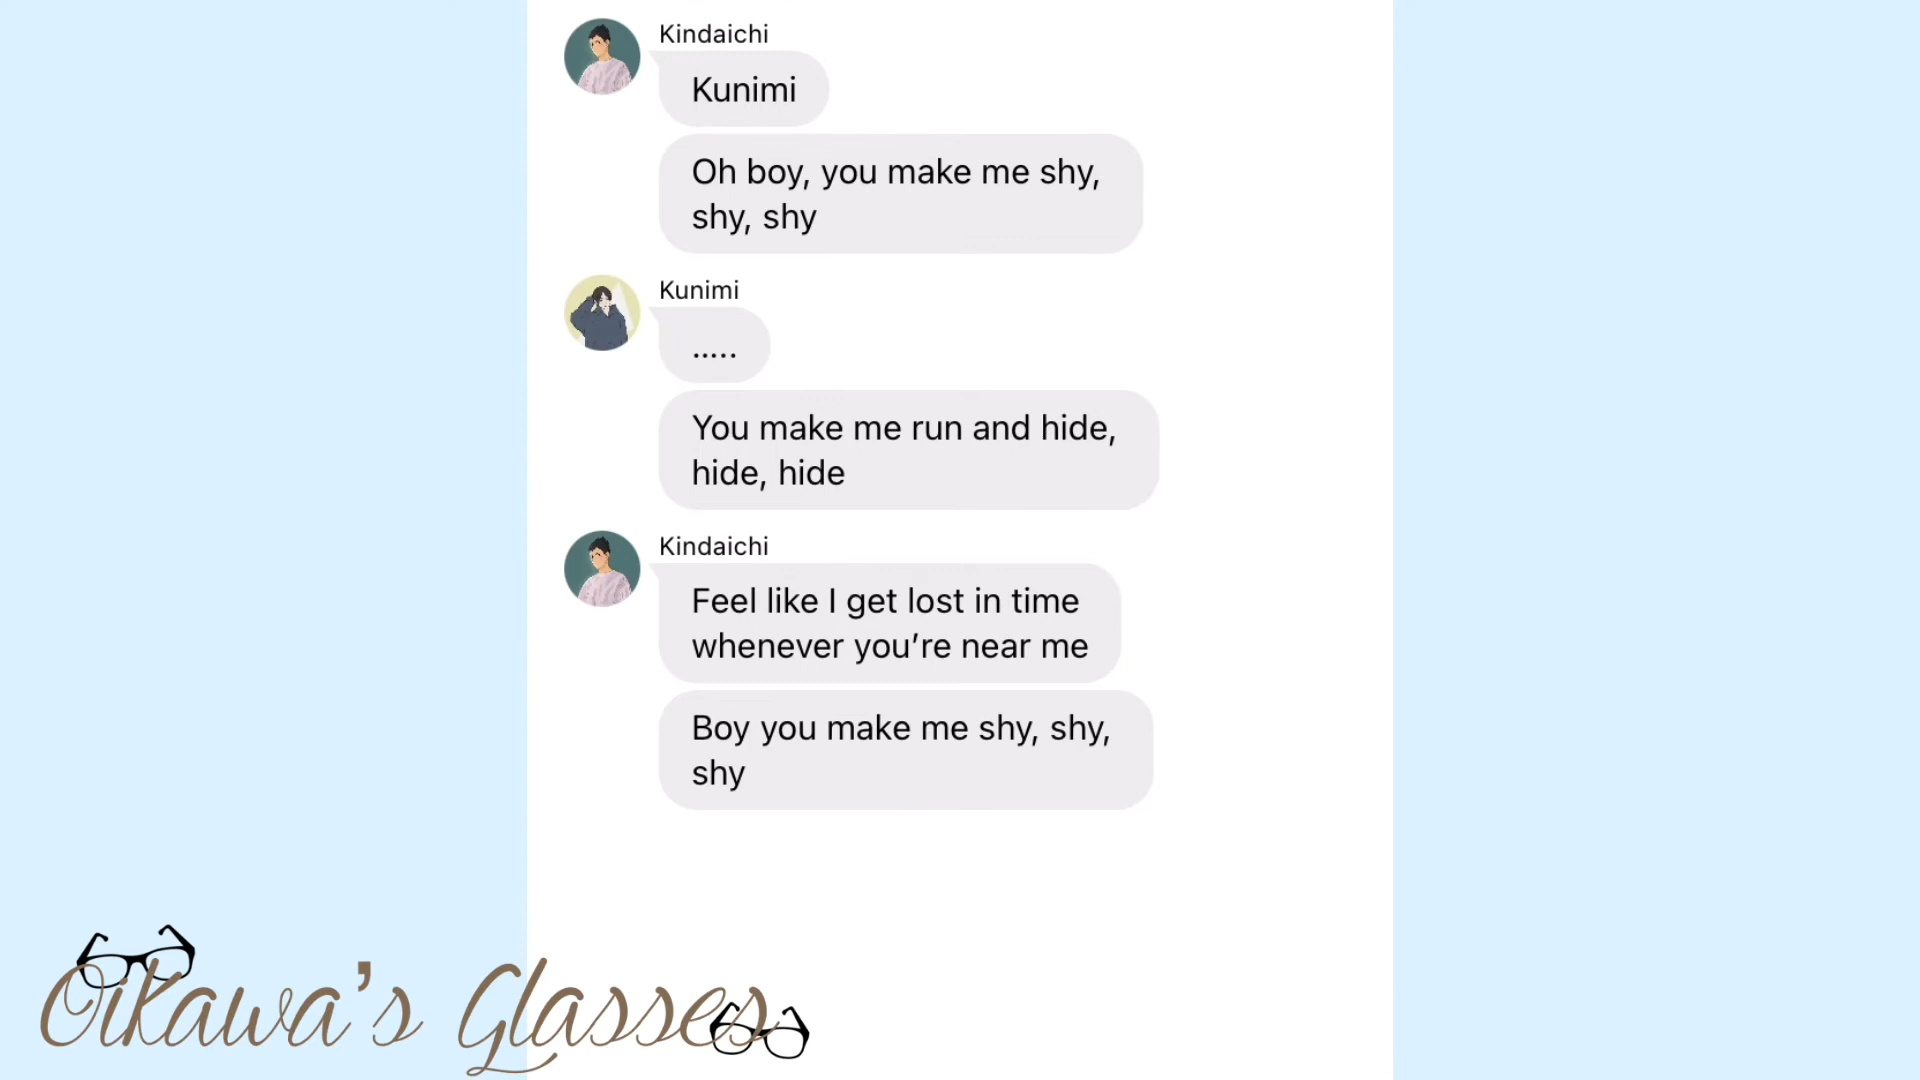 Kindaichi
Kunimi
Oh boy, you make me shy,
shy, shy
Kunimi
.....
You make me run and hide,
hide, hide
Kindaichi
Feel like I get lost in time
whenever you’re near me
Boy you make me shy, shy,
shy
Oikawa's Glasses